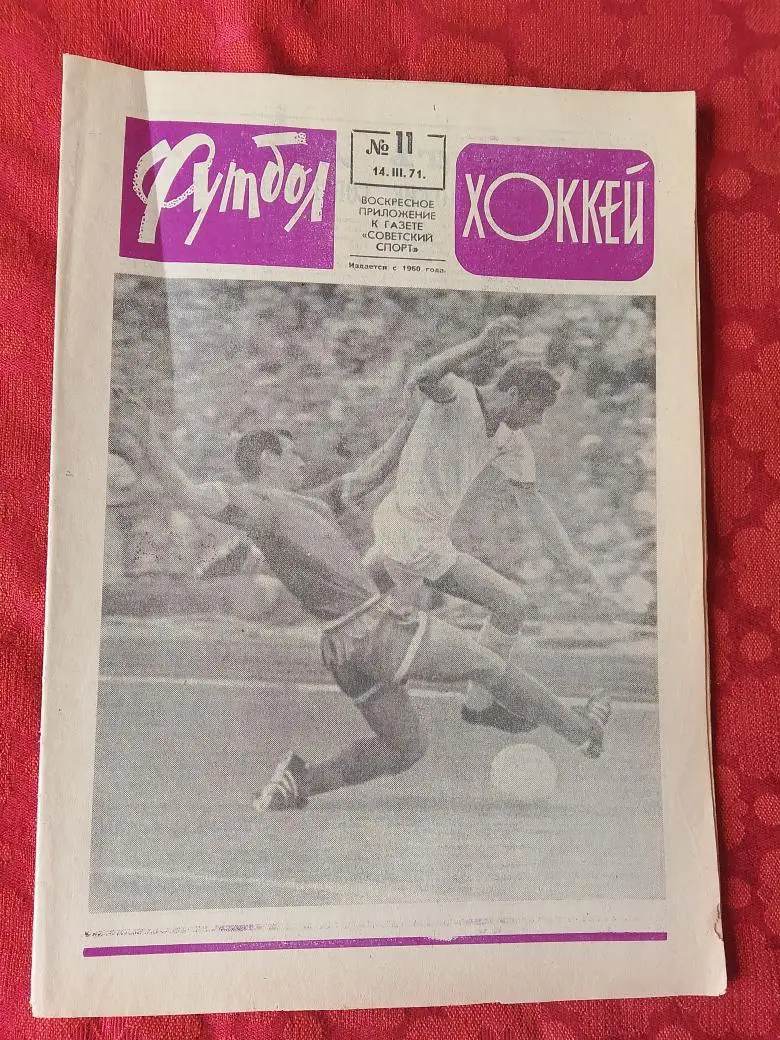 Футбол
№ 11
14. III. 71.
ВОСКРЕСНОЕ
ПРИЛОЖЕНИЕ
К ГАЗЕТЕ
«СОВЕТСКИЙ
СПОРТ»
Издается с 1960 года.
ХОККЕЙ